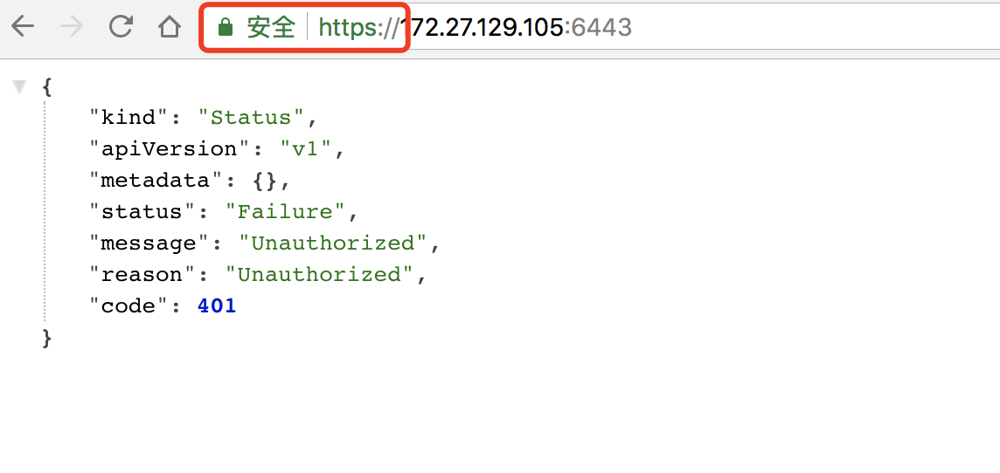 安全 https://172.27.129.105:6443
{
"kind": "Status",
"apiVersion": "v1",
"metadata": {},
"status": "Failure",
"message": "Unauthorized",
"reason": "Unauthorized",
"code": 401
}